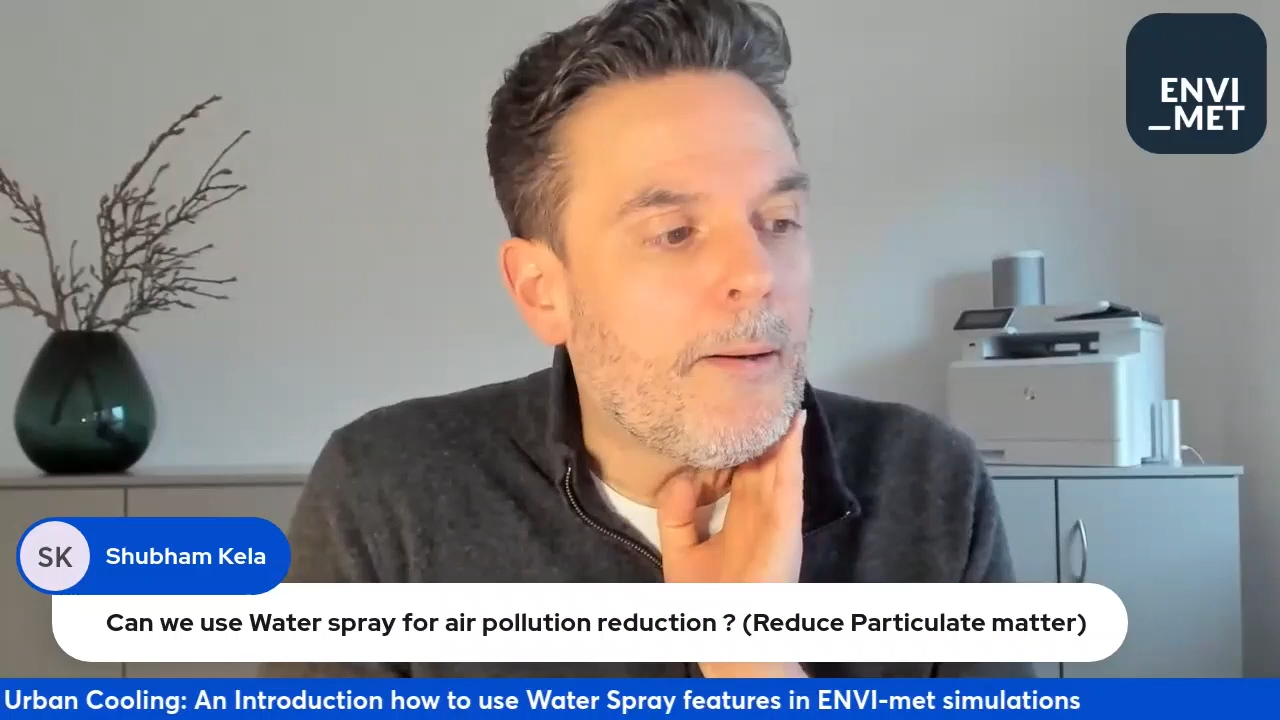 ENVI
_MET
SK
Shubham Kela
Can we use Water spray for air pollution reduction ? (Reduce Particulate matter)
Urban Cooling: An Introduction how to use Water Spray features in ENVI-met simulations